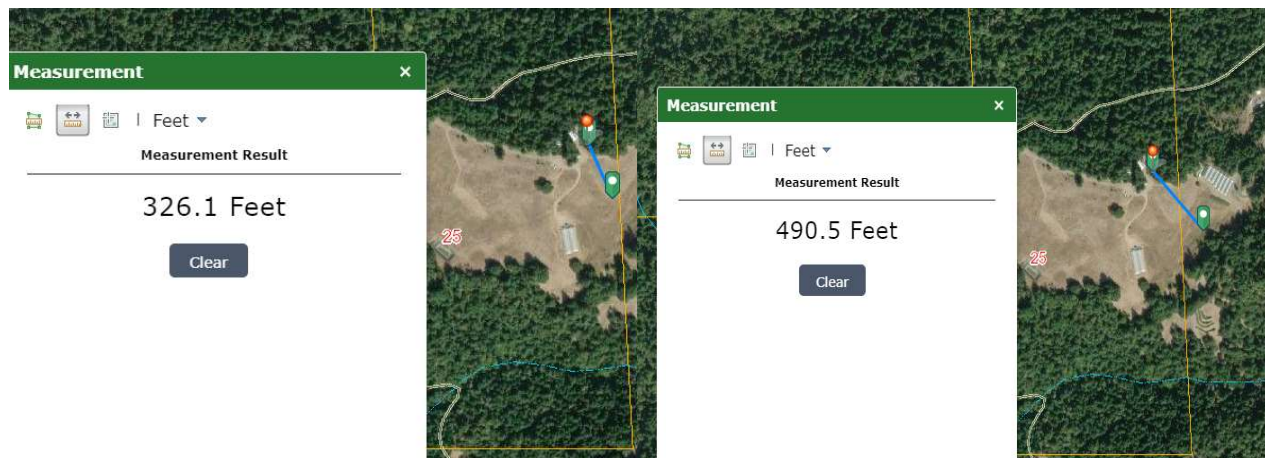 Measurement ×
Feet
Measurement Result
326.1 Feet
Clear
25
Measurement ×
Feet
Measurement Result
490.5 Feet
Clear
25